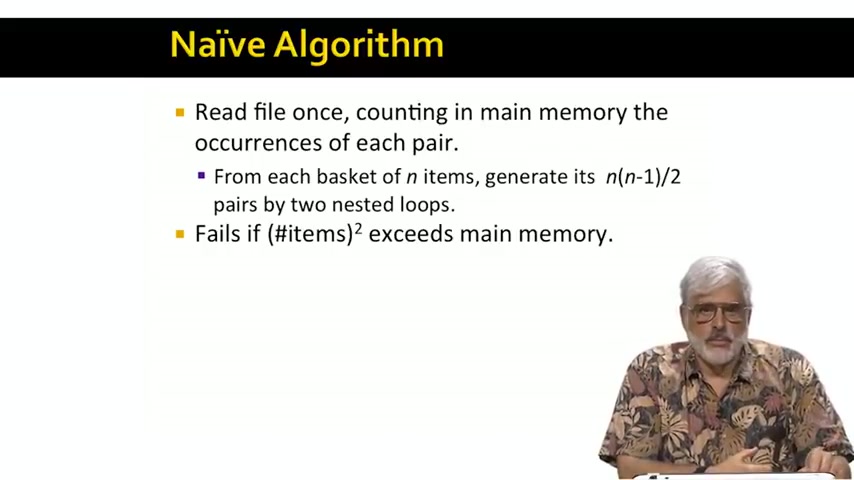 Naïve Algorithm
Read file once, counting in main memory the
occurrences of each pair.
From each basket of n items, generate its n(n-1)/2
pairs by two nested loops.
Fails if (#items)² exceeds main memory.